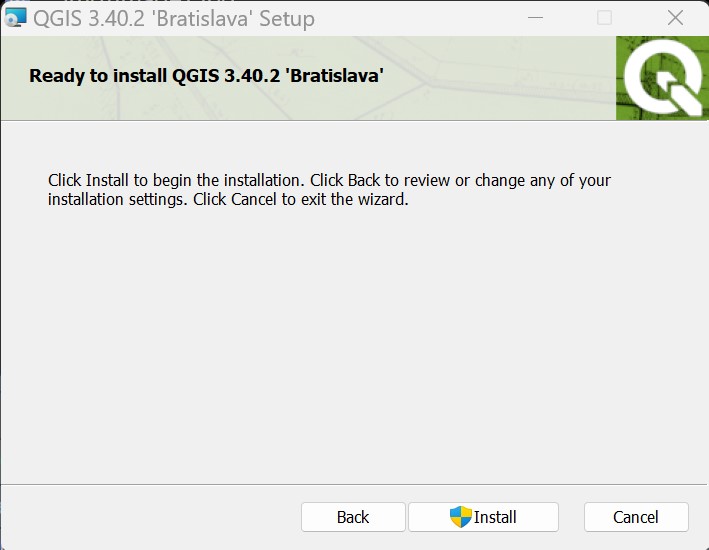 QGIS 3.40.2 'Bratislava' Setup
Ready to install QGIS 3.40.2 'Bratislava'
Click Install to begin the installation. Click Back to review or change any of your
installation settings. Click Cancel to exit the wizard.
Back
Install
Cancel